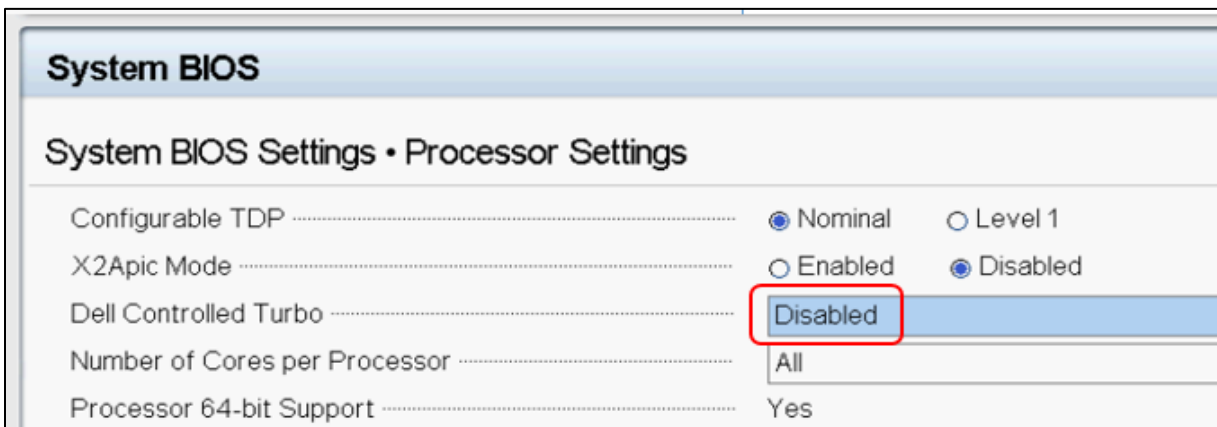 System BIOS
System BIOS Settings • Processor Settings
Configurable TDP Nominal Level 1
X2Apic Mode Enabled Disabled
Dell Controlled Turbo Disabled
Number of Cores per Processor All
Processor 64-bit Support Yes